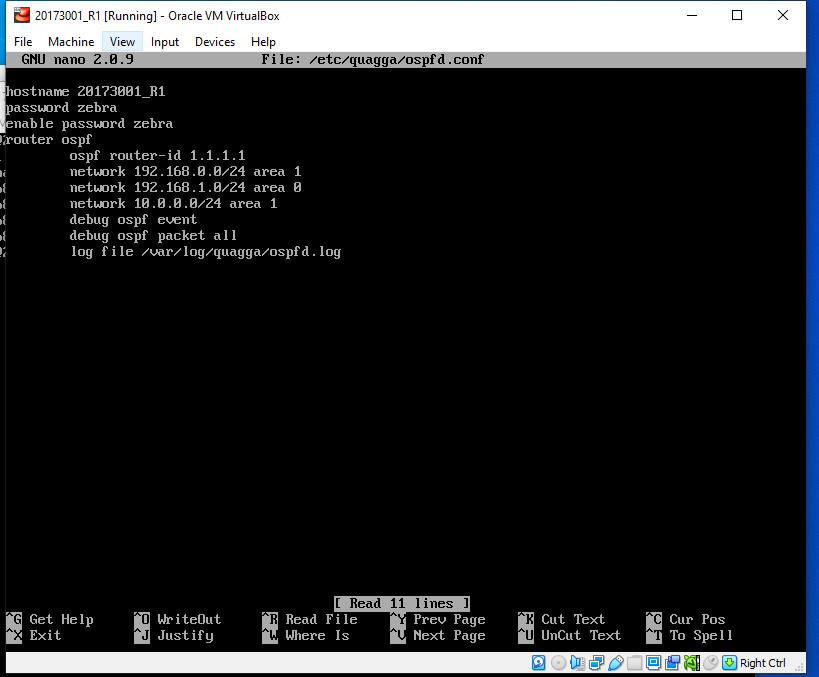 20173001_R1 [Running] - Oracle VM VirtualBox
File Machine View Input Devices Help
GNU nano 2.0.9 File: /etc/quagga/ospfd.conf
hostname 20173001_R1
password zebra
enable password zebra
router ospf
ospf router-id 1.1.1.1
network 192.168.0.0/24 area 1
network 192.168.1.0/24 area 0
network 10.0.0.0/24 area 1
debug ospf event
debug ospf packet all
log file /var/log/quagga/ospfd.log
[ Read 11 lines ]
^G Get Help ^O WriteOut ^R Read File ^Y Prev Page ^K Cut Text ^C Cur Pos
^X Exit ^J Justify ^W Where Is ^V Next Page ^U UnCut Text ^T To Spell
Right Ctrl